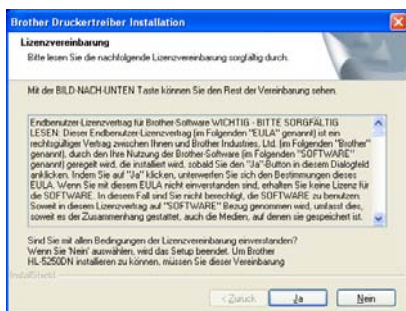 Brother Druckertreiber Installation
Lizenzvereinbarung
Bitte lesen Sie die nachfolgende Lizenzvereinbarung sorgfältig durch.
Mit der BILD-NACH-UNTEN Taste können Sie den Rest der Vereinbarung sehen.
Endbenutzer-Lizenzvertrag für Brother-Software WICHTIG - BITTE SORGFÄLTIG
LESEN: Dieser Endbenutzer-Lizenzvertrag (im Folgenden "EULA" genannt) ist ein
rechtsgültiger Vertrag zwischen Ihnen und Brother Industries, Ltd. (im Folgenden "Brother"
genannt), durch den Ihre Nutzung der Brother-Software (im Folgenden "SOFTWARE"
genannt) geregelt wird, die installiert wird, sobald Sie den "Ja"-Button in diesem Dialogfeld
anklicken. Indem Sie auf "Ja" klicken, unterwerfen Sie sich den Bestimmungen dieses
EULA. Wenn Sie mit diesem EULA nicht einverstanden sind, erhalten Sie keine Lizenz für
die SOFTWARE. In diesem Fall sind Sie nicht berechtigt, die SOFTWARE zu benutzen.
Soweit in diesem Lizenzvertrag auf "SOFTWARE" Bezug genommen wird, umfasst dies,
soweit es der Zusammenhang gestattet, auch die Medien, auf denen sie gespeichert ist.
Sind Sie mit allen Bedingungen der Lizenzvereinbarung einverstanden?
Wenn Sie 'Nein' auswählen, wird das Setup beendet. Um Brother
HL-5250DN installieren zu können, müssen Sie dieser Vereinbarung
InstallShield
< Zurück
Ja
Nein